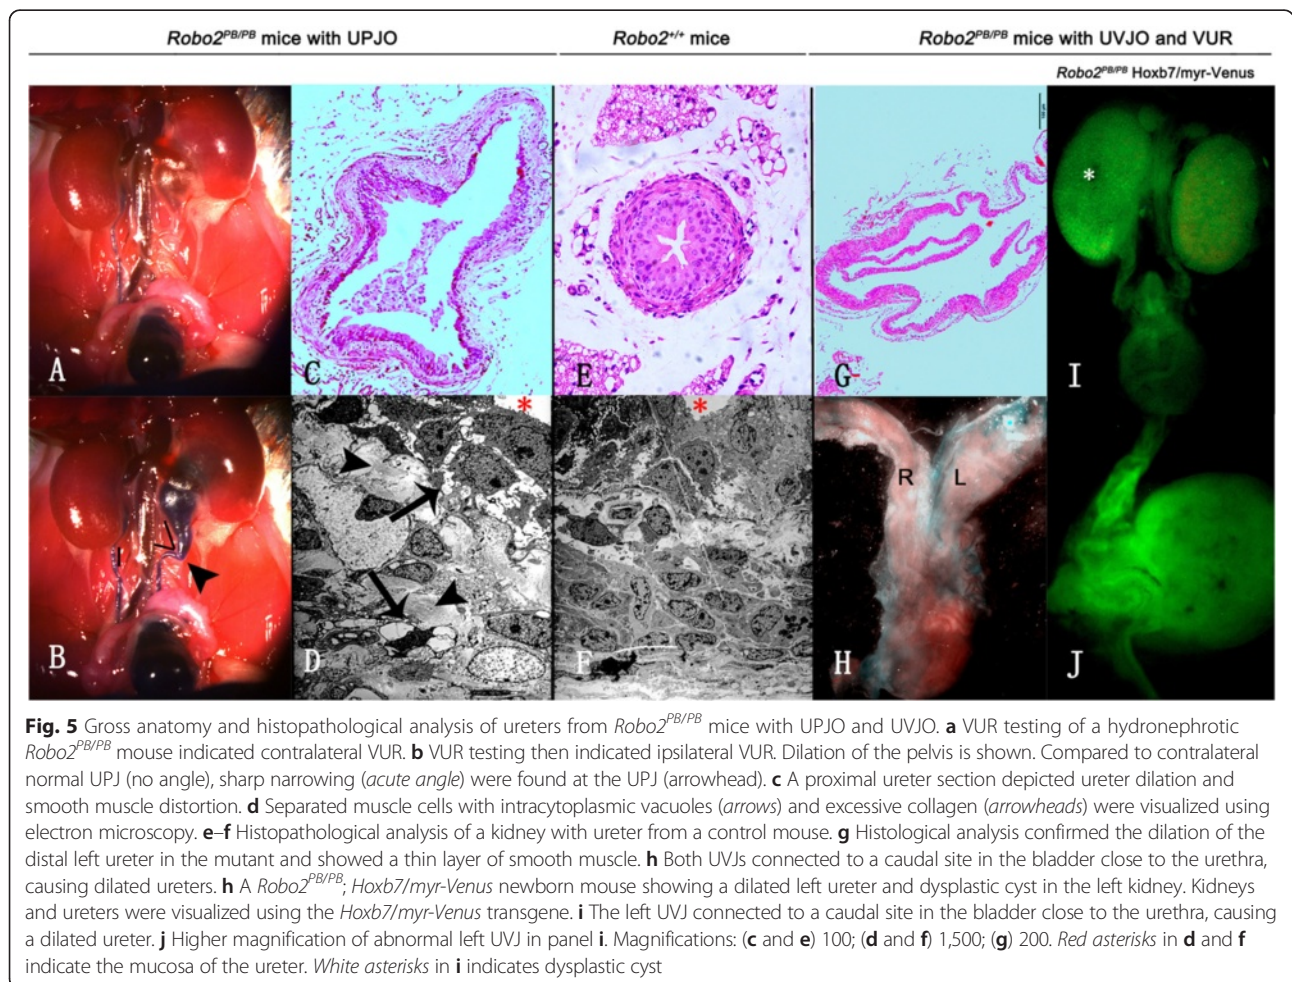 Robo2PB/PB mice with UPJO
Robo2+/+ mice
Robo2PB/PB mice with UVJO and VUR
Robo2PB/PB Hoxb7/myr-Venus
A
C
E
G
*
I
B
D
*
F
*
H
R
L
J
Fig. 5 Gross anatomy and histopathological analysis of ureters from Robo2PB/PB mice with UPJO and UVJO. a VUR testing of a hydronephrotic
Robo2PB/PB mouse indicated contralateral VUR. b VUR testing then indicated ipsilateral VUR. Dilation of the pelvis is shown. Compared to contralateral
normal UPJ (no angle), sharp narrowing (acute angle) were found at the UPJ (arrowhead). c A proximal ureter section depicted ureter dilation and
smooth muscle distortion. d Separated muscle cells with intracytoplasmic vacuoles (arrows) and excessive collagen (arrowheads) were visualized using
electron microscopy. e–f Histopathological analysis of a kidney with ureter from a control mouse. g Histological analysis confirmed the dilation of the
distal left ureter in the mutant and showed a thin layer of smooth muscle. h Both UVJs connected to a caudal site in the bladder close to the urethra,
causing dilated ureters. h A Robo2PB/PB; Hoxb7/myr-Venus newborn mouse showing a dilated left ureter and dysplastic cyst in the left kidney. Kidneys
and ureters were visualized using the Hoxb7/myr-Venus transgene. i The left UVJ connected to a caudal site in the bladder close to the urethra, causing
a dilated ureter. j Higher magnification of abnormal left UVJ in panel i. Magnifications: (c and e) 100; (d and f) 1,500; (g) 200. Red asterisks in d and f
indicate the mucosa of the ureter. White asterisks in i indicates dysplastic cyst